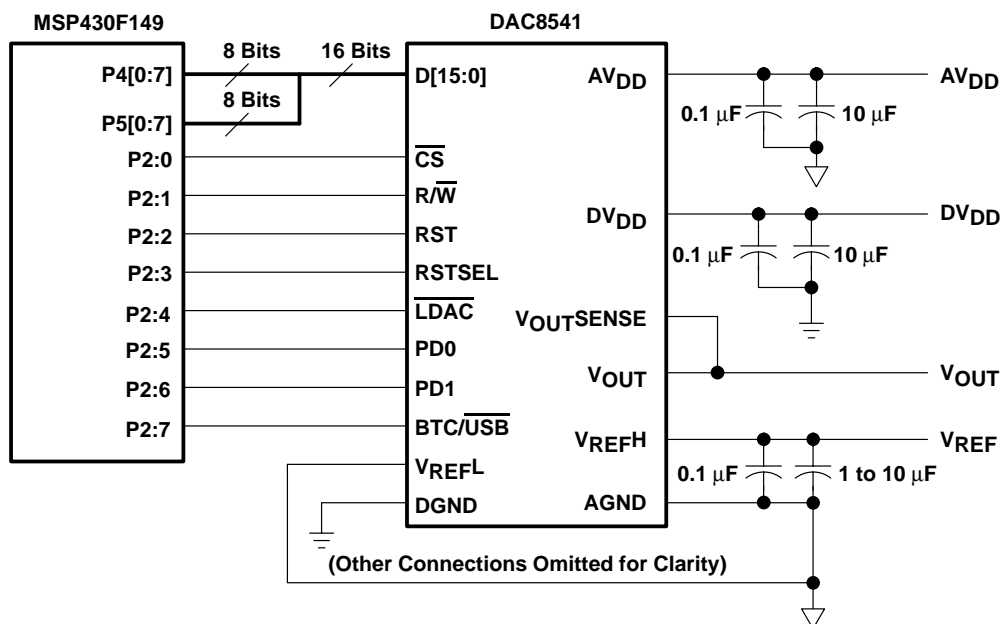 MSP430F149
DAC8541
P4[0:7]
8 Bits
16 Bits
D[15:0]
AVDD
AVDD
8 Bits
P5[0:7]
0.1 μF
10 μF
P2:0
CS
P2:1
R/W
P2:2
RST
DVDD
DVDD
P2:3
RSTSEL
0.1 μF
10 μF
P2:4
LDAC
VOUTSENSE
P2:5
PD0
P2:6
PD1
VOUT
VOUT
P2:7
BTC/USB
VREFH
VREF
VREFL
0.1 μF
1 to 10 μF
DGND
AGND
(Other Connections Omitted for Clarity)